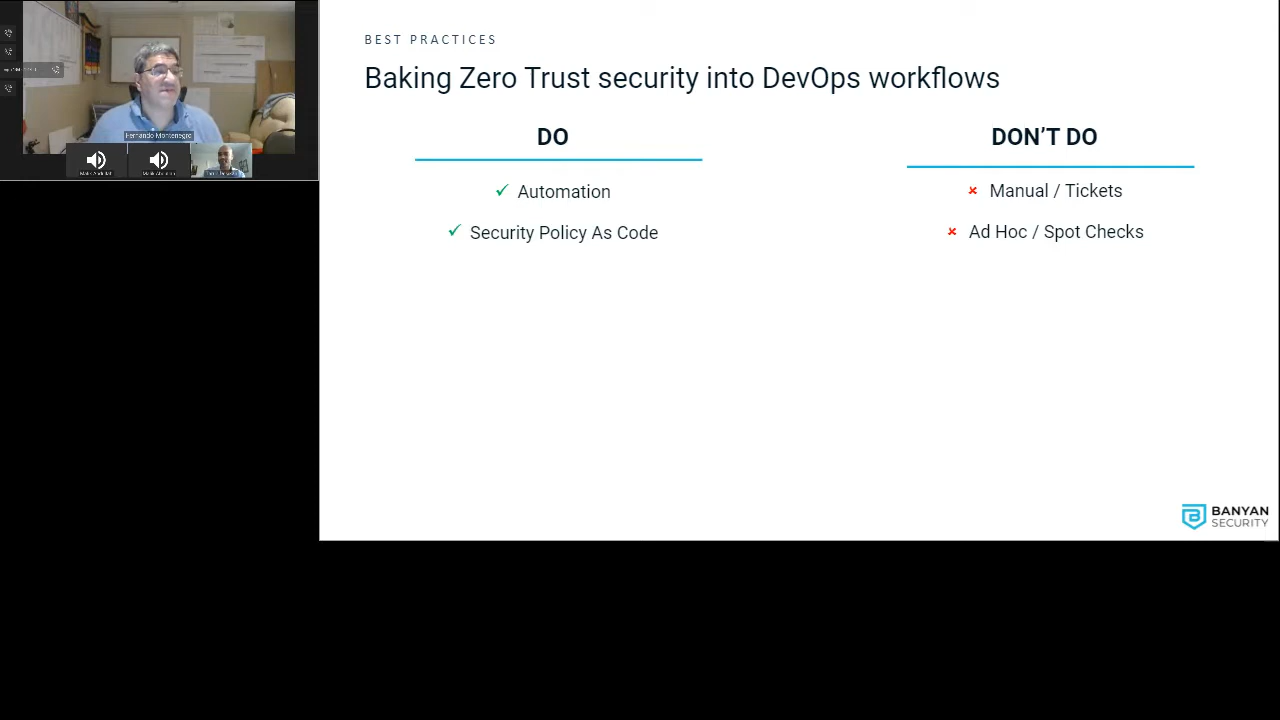 BEST PRACTICES
Baking Zero Trust security into DevOps workflows
DO
✓ Automation
✓ Security Policy As Code
DON’T DO
× Manual / Tickets
× Ad Hoc / Spot Checks
BANYAN
SECURITY
Fernando Montenegro